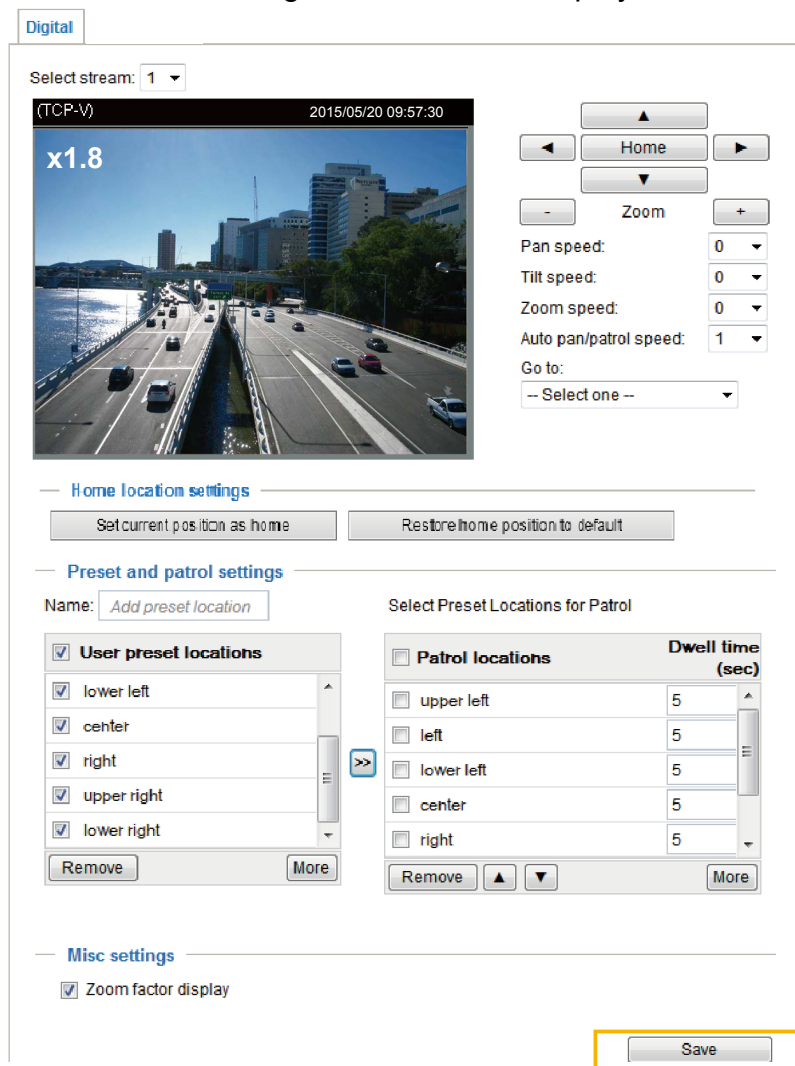 Digital
Select stream: 1
(TCP-V) 2015/05/20 09:57:30
x1.8
Home
- Zoom +
Pan speed: 0
Tilt speed: 0
Zoom speed: 0
Auto pan/patrol speed: 1
Go to:
-- Select one --
Home location settings
Set current position as home Restore home position to default
Preset and patrol settings
Name: Add preset location Select Preset Locations for Patrol
User preset locations
lower left
center
right
upper right
lower right
Remove More
>>
Patrol locations Dwell time
(sec)
upper left 5
left 5
lower left 5
center 5
right 5
Remove More
Misc settings
Zoom factor display
Save